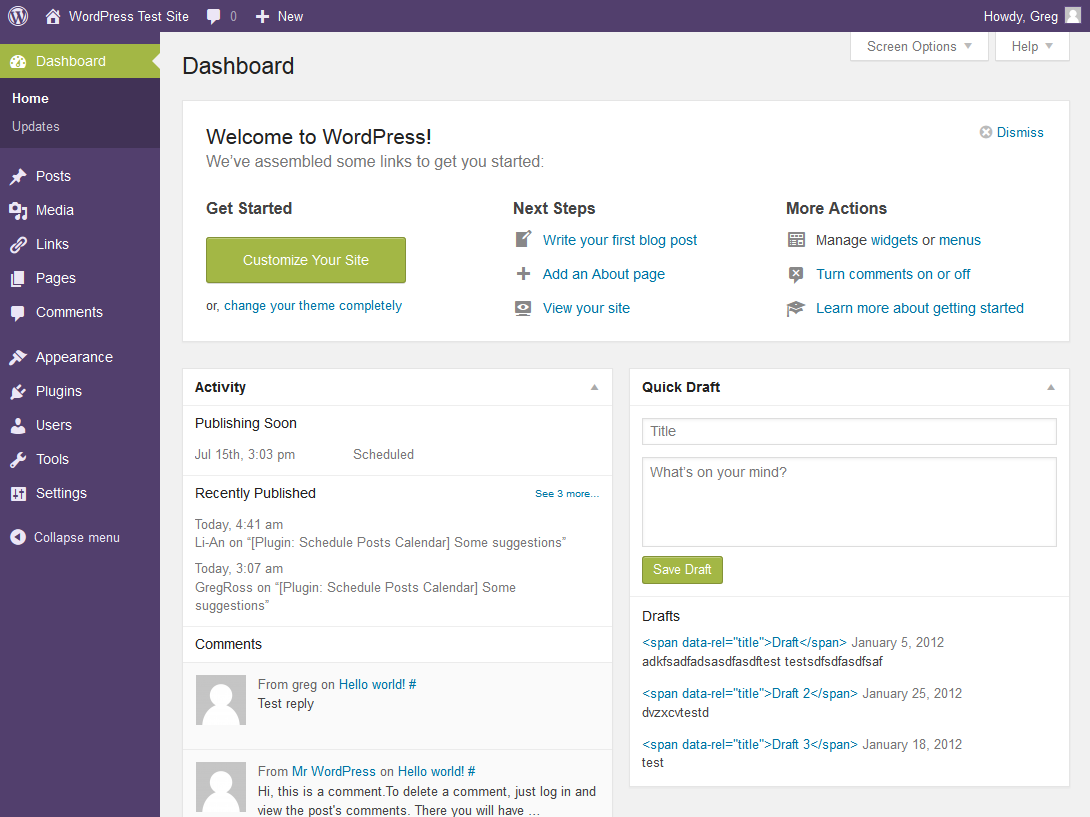 WordPress Test Site 0 New Howdy, Greg
Dashboard
Home
Updates
Posts
Media
Links
Pages
Comments
Appearance
Plugins
Users
Tools
Settings
Collapse menu
Screen Options Help
Dashboard
Welcome to WordPress!
Dismiss
We've assembled some links to get you started:
Get Started
Customize Your Site
or, change your theme completely
Next Steps
Write your first blog post
Add an About page
View your site
More Actions
Manage widgets or menus
Turn comments on or off
Learn more about getting started
Activity
Publishing Soon
Jul 15th, 3:03 pm Scheduled
Recently Published See 3 more...
Today, 4:41 am
Li-An on “[Plugin: Schedule Posts Calendar] Some suggestions”
Today, 3:07 am
GregRoss on “[Plugin: Schedule Posts Calendar] Some
suggestions”
Comments
From greg on Hello world! #
Test reply
From Mr WordPress on Hello world! #
Hi, this is a comment.To delete a comment, just log in and
view the post's comments. There you will have …
Quick Draft
Title
What's on your mind?
Save Draft
Drafts
<span data-rel="title">Draft</span> January 5, 2012
adkfsadfadsasdfasdftest testsdfsdfasdfsaf
<span data-rel="title">Draft 2</span> January 25, 2012
dvzxcvtestd
<span data-rel="title">Draft 3</span> January 18, 2012
test